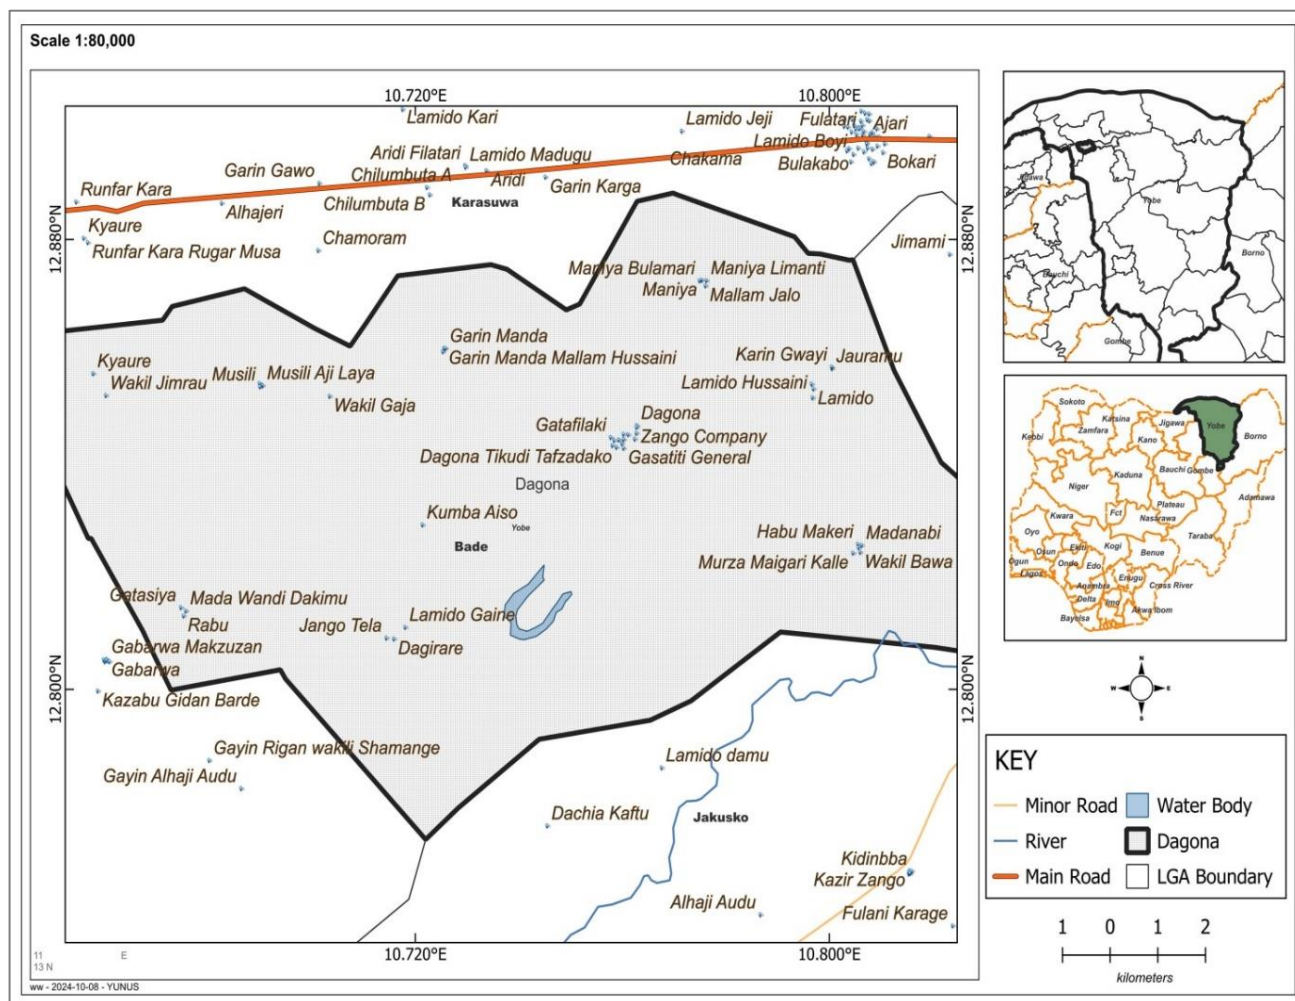 Scale 1:80,000
10.720°E
10.800°E
Lamido Kari
Lamido Jeji
Fulatari
Ajari
Lamido Boyi
Aridi Filatari
Lamido Madugu
Chakama
Bulakabo
Bokari
Garin Gawo
Chilumbuta A
Aridi
Garin Karga
Runfar Kara
Alhajeri
Chilumbuta B
Karasuwa
Kyaure
Runfar Kara Rugar Musa
Chamoram
Jimami
12.880°N
12.880°N
Maniya Bulamari
Maniya Limanti
Maniya
Mallam Jalo
Garin Manda
Garin Manda Mallam Hussaini
Karin Gwayi
Jauramu
Kyaure
Wakil Jimrau
Musili
Musili Aji Laya
Lamido Hussaini
Lamido
Wakil Gaja
Gatafilaki
Dagona
Zango Company
Dagona Tikudi Tafzadako
Gasatiti General
Dagona
Kumba Aiso
Yobe
Bade
Habu Makeri
Madanabi
Murza Maigari Kalle
Wakil Bawa
Gatasiya
Mada Wandi Dakimu
Rabu
Jango Tela
Lamido Gaine
Dagirare
Gabarwa Makzuzan
Gabarwa
Kazabu Gidan Barde
12.800°N
12.800°N
Gayin Rigan wakili Shamange
Gayin Alhaji Audu
Lamido damu
Dachia Kaftu
Jakusko
Kidinbba
Kazir Zango
Alhaji Audu
Fulani Karage
10.720°E
10.800°E
11
E
13 N
ww - 2024-10-08 - YUNUS
Jigawa
Yobe
Borno
Bauchi
Gombe
Sokoto
Katsina
Jigawa
Yobe
Zamfara
Kano
Borno
Kebbi
Kaduna
Bauchi
Gombe
Niger
Adamawa
Plateau
Kwara
Fct
Nasarawa
Oyo
Taraba
Osun
Ekiti
Kogi
Benue
Ogun
Ondo
Edo
Lagos
Enugu
Anambra
Cross River
Delta
Imo
Akwa Ibom
Bayelsa
N
W
E
S
KEY
Minor Road
Water Body
River
Dagona
Main Road
LGA Boundary
1 0 1 2
kilometers